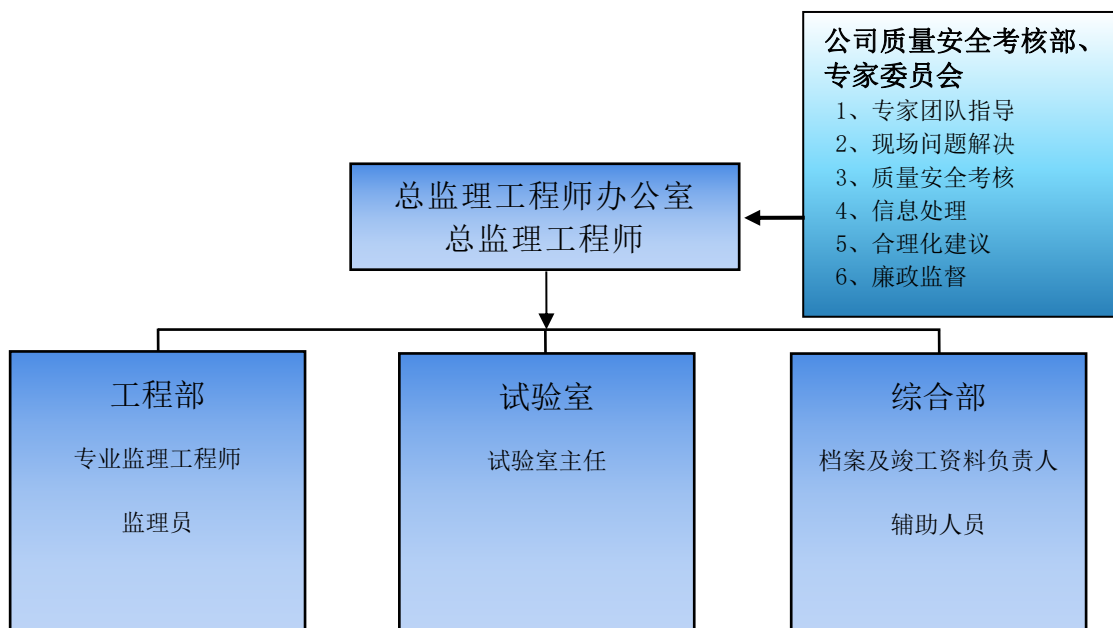 公司质量安全考核部、
专家委员会
1、专家团队指导
2、现场问题解决
3、质量安全考核
4、信息处理
5、合理化建议
6、廉政监督
总监理工程师办公室
总监理工程师
工程部
专业监理工程师
监理员
试验室
试验室主任
综合部
档案及竣工资料负责人
辅助人员